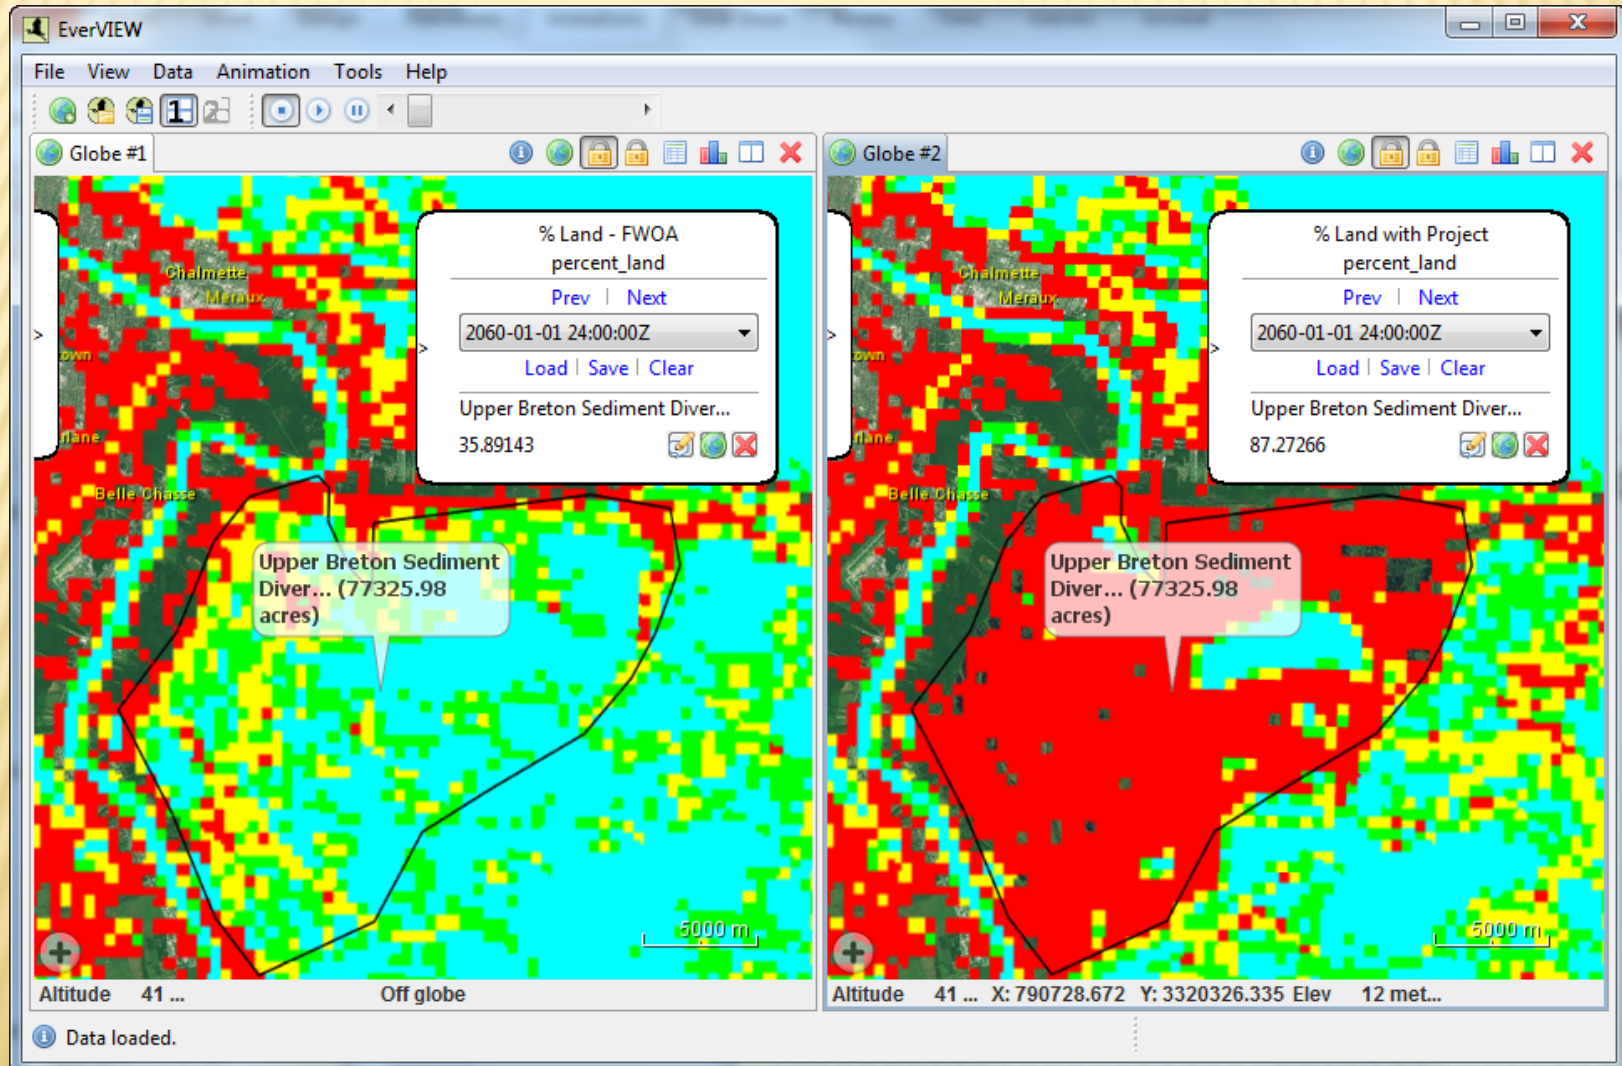 EverVIEW
File View Data Animation Tools Help
1 2
Globe #1
Chalmette
Meraux
own
Belle Chasse
% Land - FWOA
percent_land
Prev | Next
2060-01-01 24:00:00Z
Load | Save | Clear
Upper Breton Sediment Diver...
35.89143
>
>
Upper Breton Sediment
Diver... (77325.98
acres)
5000 m
Altitude 41 ... Off globe
Globe #2
Chalmette
Meraux
own
Belle Chasse
% Land with Project
percent_land
Prev | Next
2060-01-01 24:00:00Z
Load | Save | Clear
Upper Breton Sediment Diver...
87.27266
>
>
Upper Breton Sediment
Diver... (77325.98
acres)
5000 m
Altitude 41 ... X: 790728.672 Y: 3320326.335 Elev 12 met...
Data loaded.